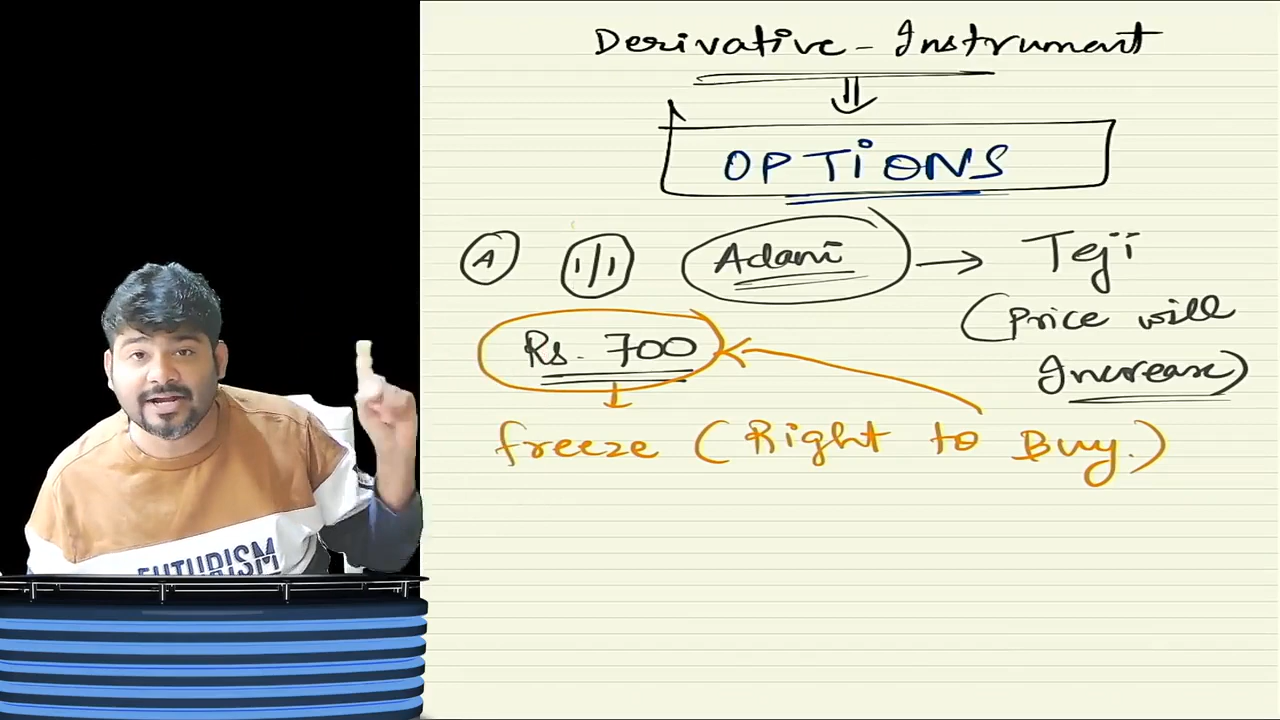 Derivative - Instrument
OPTiONS
A 1/1 Adani → Teji
(Price will
Increase)
Rs. 700
freeze (Right to Buy.)
FUTURISM